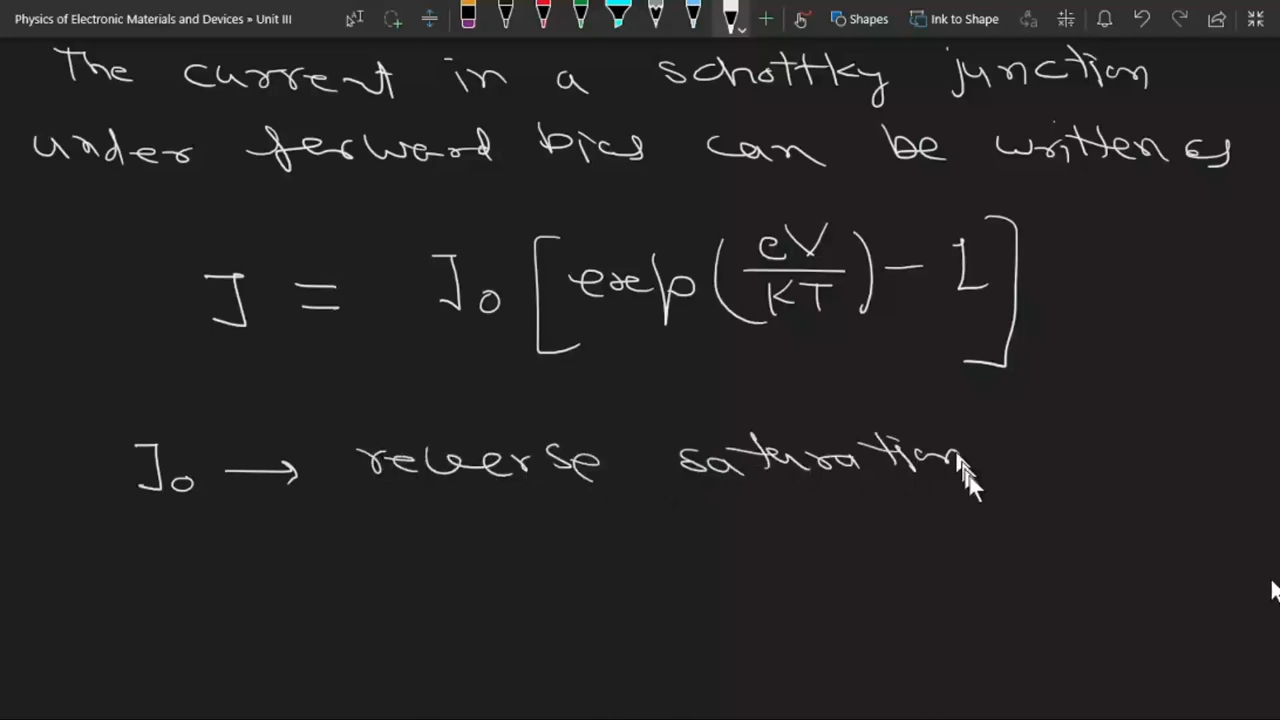 Physics of Electronic Materials and Devices » Unit III
Shapes
Ink to Shape
The current in a schottky junction
under forward bias can be written as
J = J₀ [exp(eV/KT) - 1]
J₀ → reverse saturation